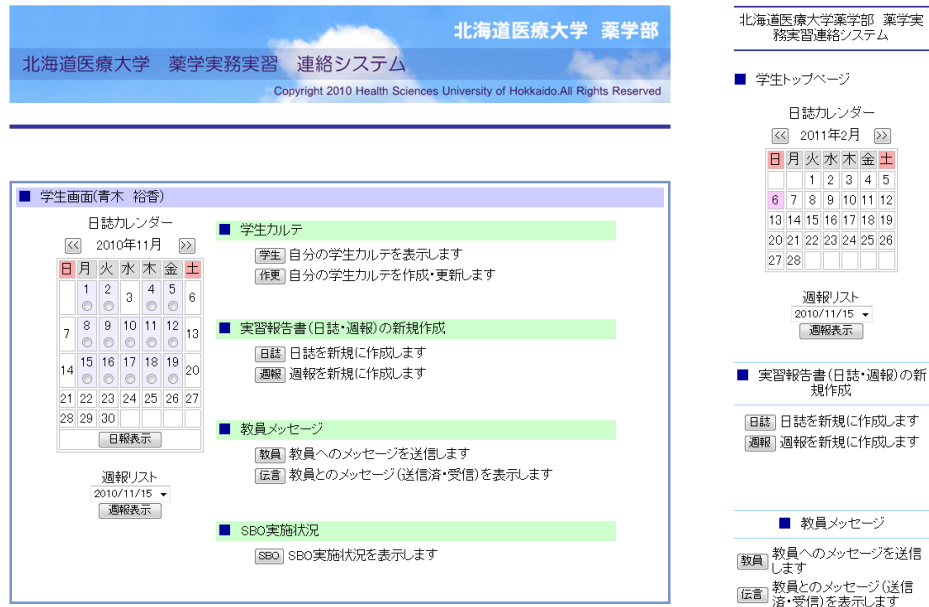 北海道医療大学 薬学部
北海道医療大学 薬学実務実習 連絡システム
Copyright 2010 Health Sciences University of Hokkaido.All Rights Reserved
■ 学生画面(青木 裕香)
日誌カレンダー
<< 2010年11月 >>
日 月 火 水 木 金 土
1 2 3 4 5 6
7 8 9 10 11 12 13
14 15 16 17 18 19 20
21 22 23 24 25 26 27
28 29 30
日報表示
週報リスト
2010/11/15
週報表示
■ 学生カルテ
学生 自分の学生カルテを表示します
作更 自分の学生カルテを作成・更新します
■ 実習報告書(日誌・週報)の新規作成
日誌 日誌を新規に作成します
週報 週報を新規に作成します
■ 教員メッセージ
教員 教員へのメッセージを送信します
伝言 教員とのメッセージ(送信済・受信)を表示します
■ SBO実施状況
SBO SBO実施状況を表示します
北海道医療大学薬学部 薬学実
務実習連絡システム
■ 学生トップページ
日誌カレンダー
<< 2011年2月 >>
日 月 火 水 木 金 土
1 2 3 4 5
6 7 8 9 10 11 12
13 14 15 16 17 18 19
20 21 22 23 24 25 26
27 28
週報リスト
2010/11/15
週報表示
■ 実習報告書(日誌・週報)の新
規作成
日誌 日誌を新規に作成します
週報 週報を新規に作成します
■ 教員メッセージ
教員 教員へのメッセージを送信
します
伝言 教員とのメッセージ(送信
済・受信)を表示します